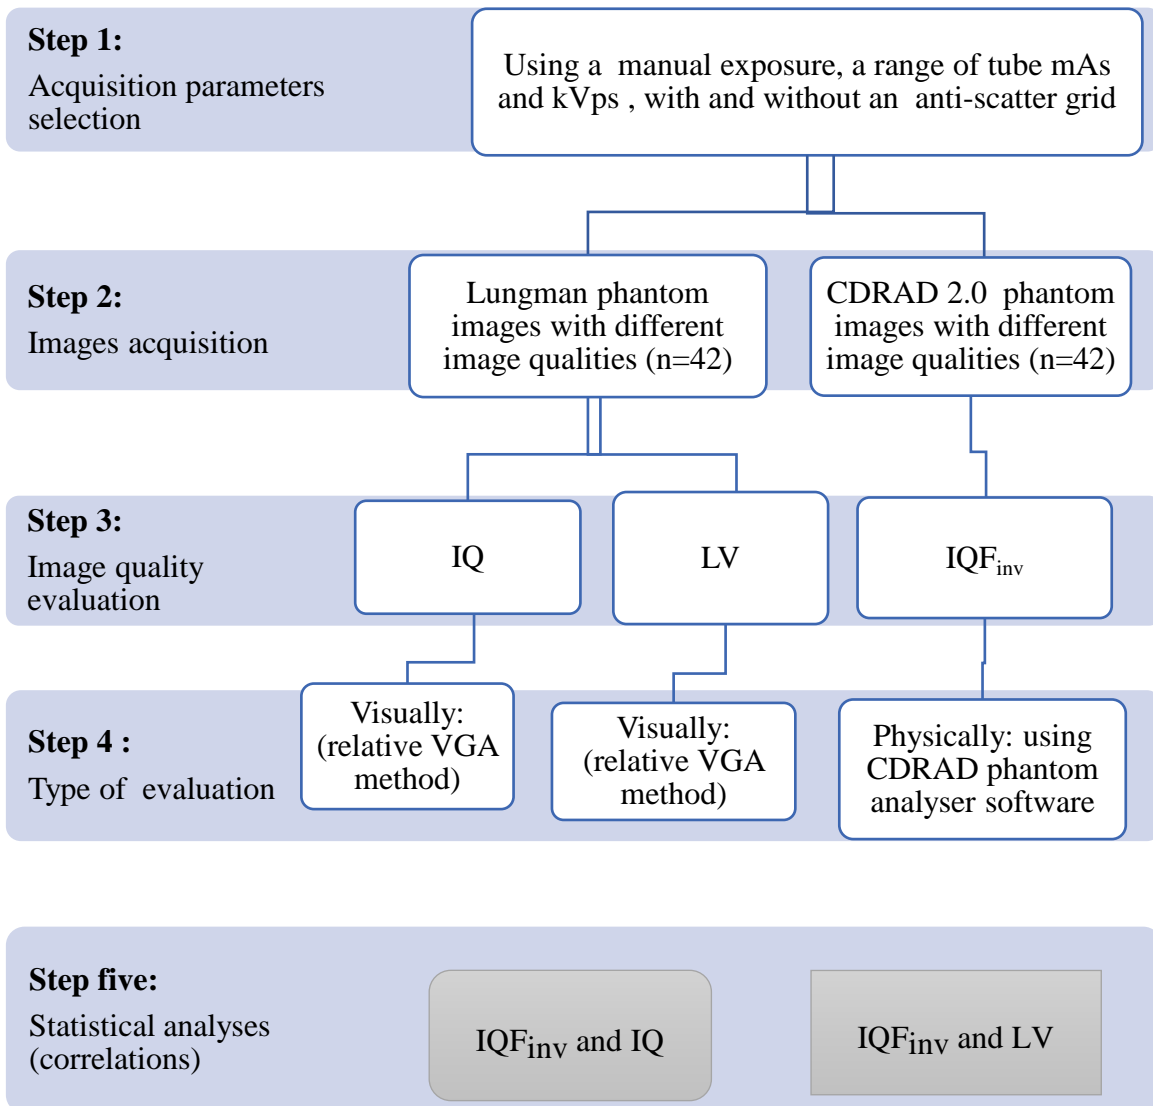 Step 1:
Acquisition parameters
selection
Using a manual exposure, a range of tube mAs
and kVps , with and without an anti-scatter grid
Step 2:
Images acquisition
Lungman phantom
images with different
image qualities (n=42)
CDRAD 2.0 phantom
images with different
image qualities (n=42)
Step 3:
Image quality
evaluation
IQ
LV
IQFinv
Step 4 :
Type of evaluation
Visually:
(relative VGA
method)
Visually:
(relative VGA
method)
Physically: using
CDRAD phantom
analyser software
Step five:
Statistical analyses
(correlations)
IQFinv and IQ
IQFinv and LV